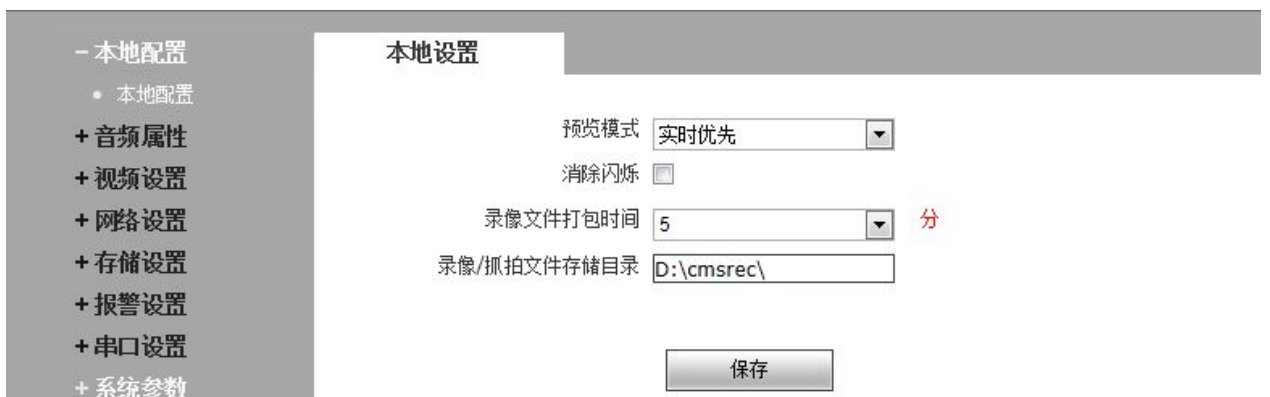 －本地配置
• 本地配置
+ 音频属性
+ 视频设置
+ 网络设置
+ 存储设置
+ 报警设置
+ 串口设置
+ 系统参数
本地设置
预览模式 实时优先
消除闪烁
录像文件打包时间 5 分
录像/抓拍文件存储目录 D:\cmsrec\
保存